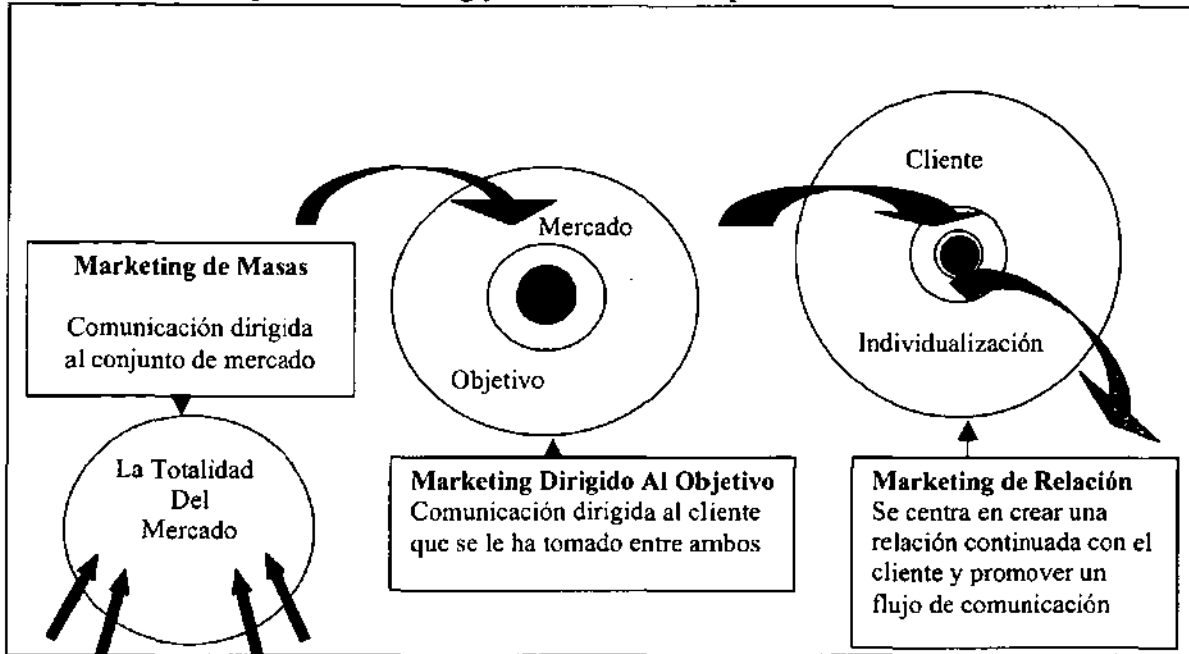 Marketing de Masas
Comunicación dirigida
al conjunto de mercado
La Totalidad
Del
Mercado
Mercado
Objetivo
Marketing Dirigido Al Objetivo
Comunicación dirigida al cliente
que se le ha tomado entre ambos
Cliente
Individualización
Marketing de Relación
Se centra en crear una
relación continuada con el
cliente y promover un
flujo de comunicación